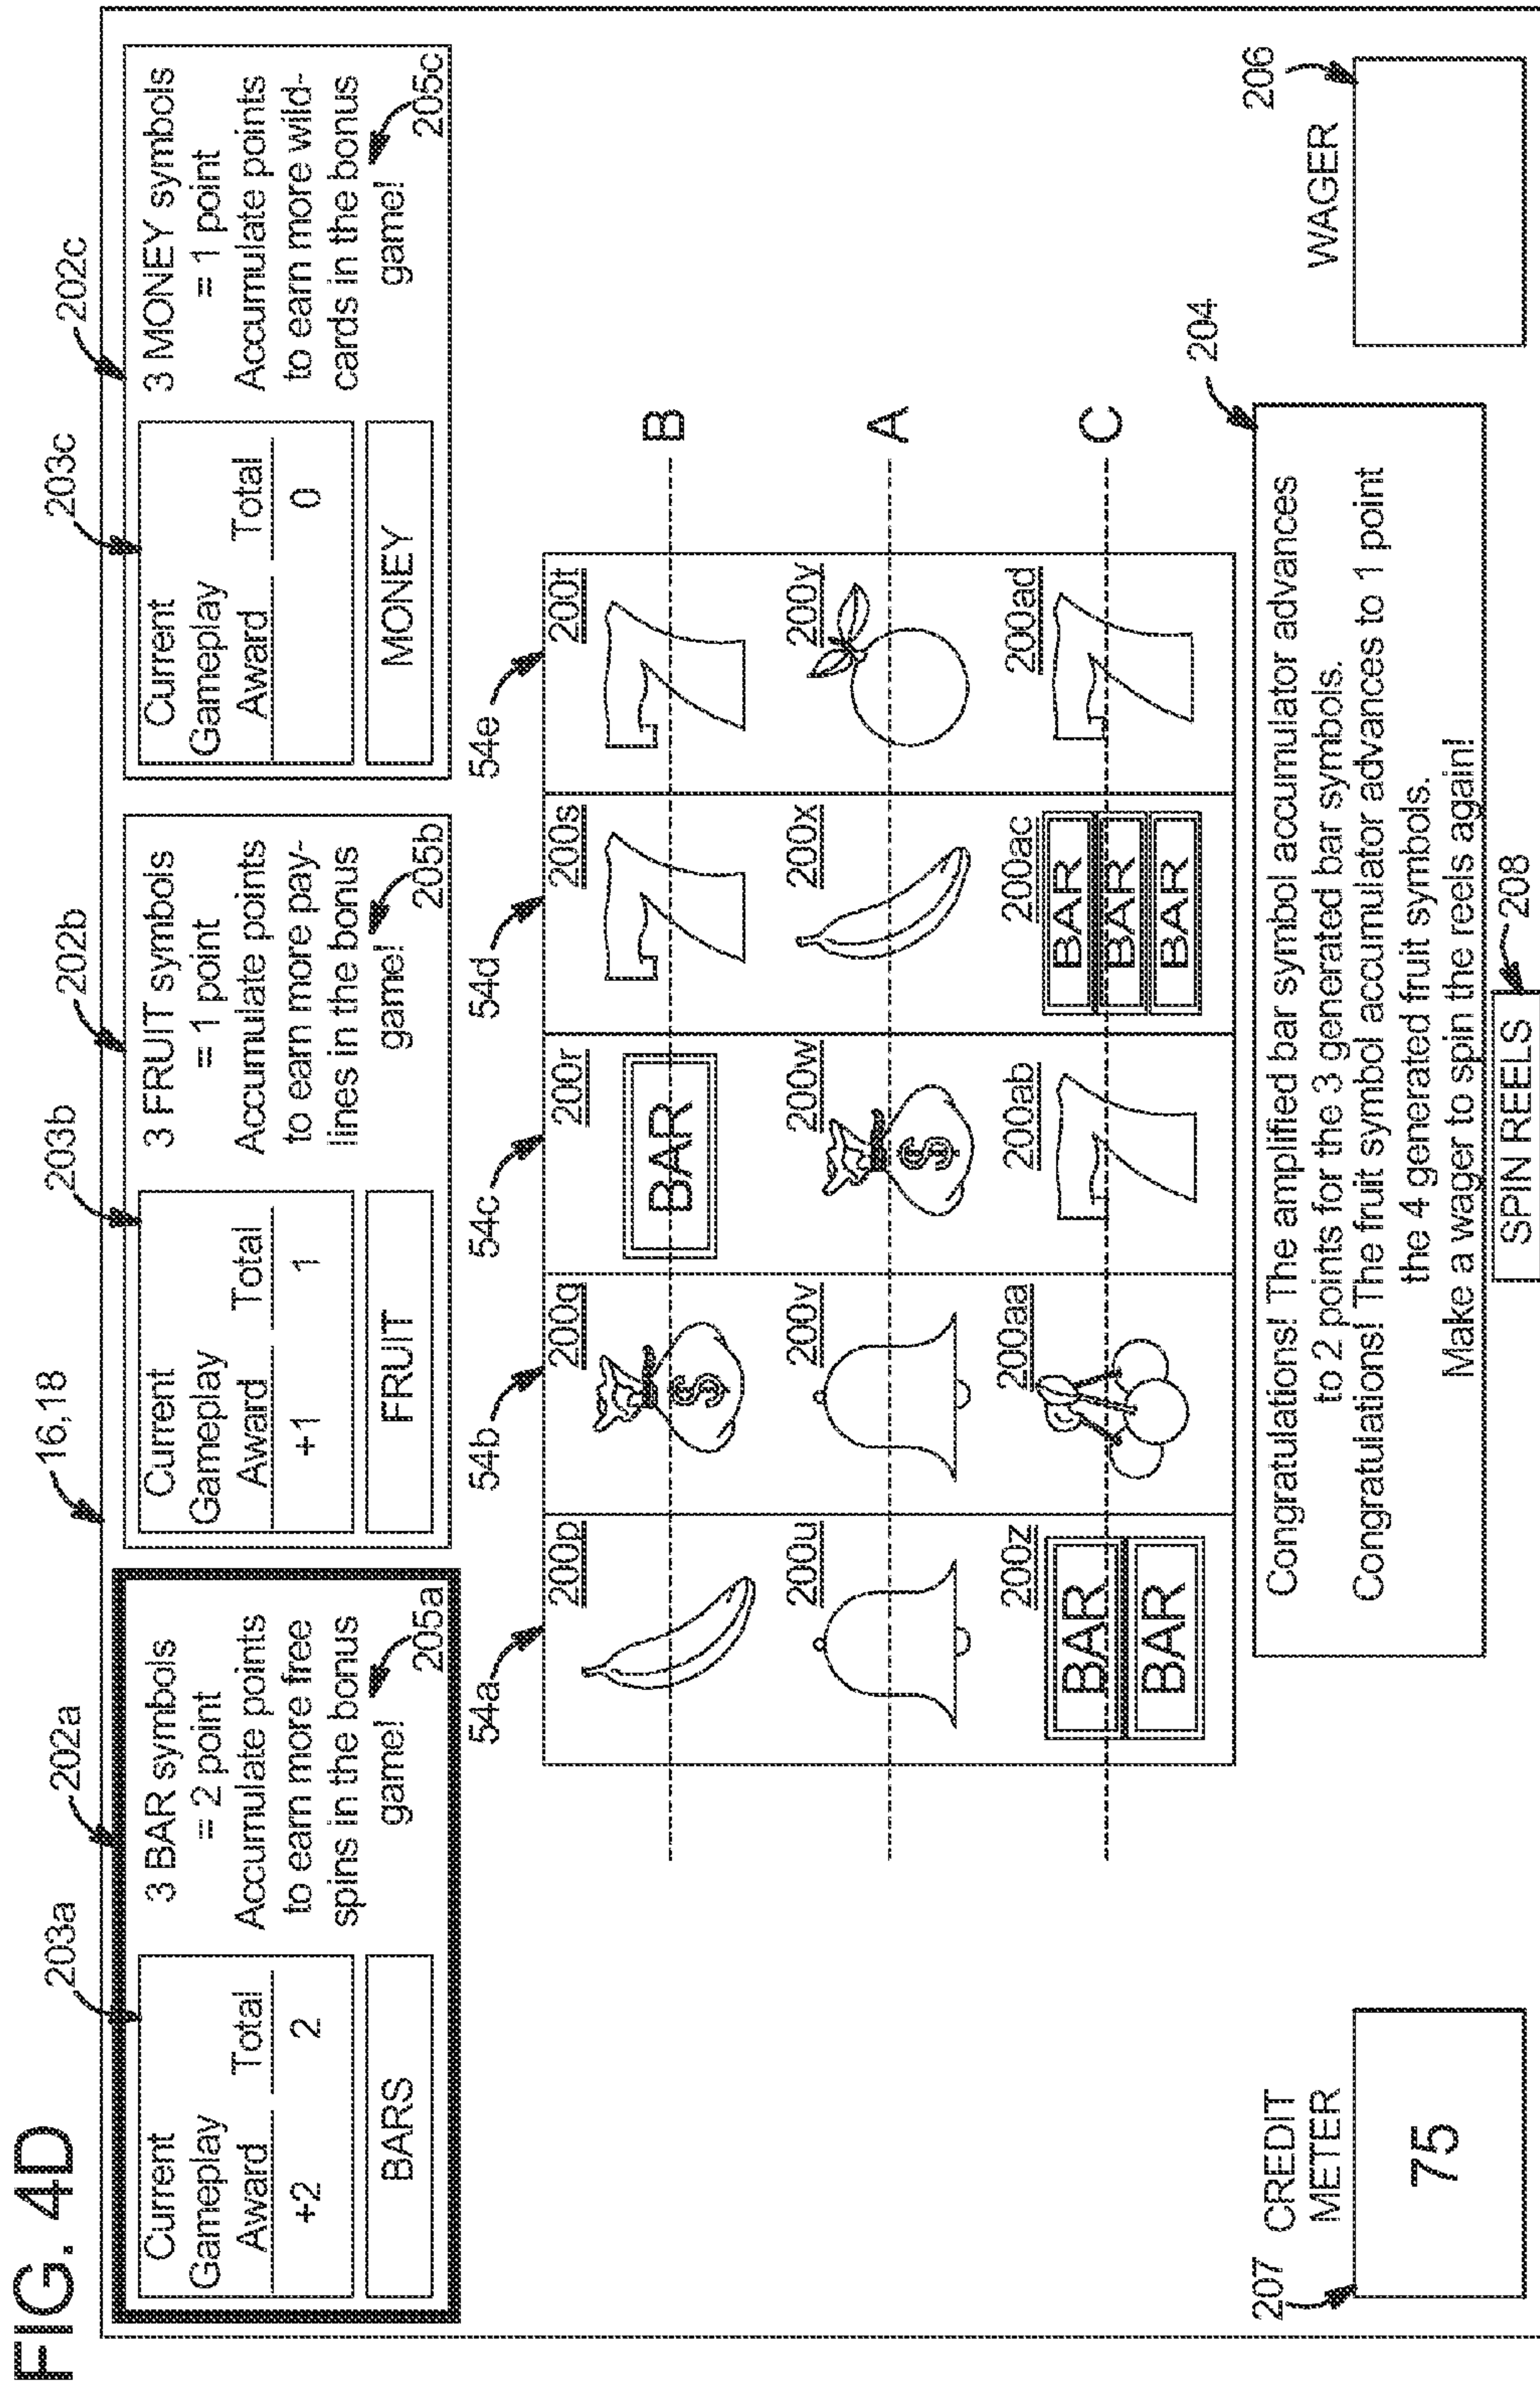 FIG. 4D
16,18
203a
202a
203b
202b
203c
202c
Current
Gameplay
Award Total
+2 2
BARS
3 BAR symbols
= 2 point
Accumulate points
to earn more free
spins in the bonus
game!
205a
Current
Gameplay
Award Total
+1 1
FRUIT
3 FRUIT symbols
= 1 point
Accumulate points
to earn more pay-
lines in the bonus
game!
205b
Current
Gameplay
Award Total
0
MONEY
3 MONEY symbols
= 1 point
Accumulate points
to earn more wild-
cards in the bonus
game!
205c
54a 54b 54c 54d 54e
200p 200q 200r 200s 200t
$ BAR
B
200u 200v 200w 200x 200y
$
A
200z 200aa 200ab 200ac 200ad
BAR BAR
BAR
BAR BAR
C
207 CREDIT
METER
75
204
Congratulations! The amplified bar symbol accumulator advances
to 2 points for the 3 generated bar symbols.
Congratulations! The fruit symbol accumulator advances to 1 point
the 4 generated fruit symbols.
Make a wager to spin the reels again!
SPIN REELS 208
WAGER 206